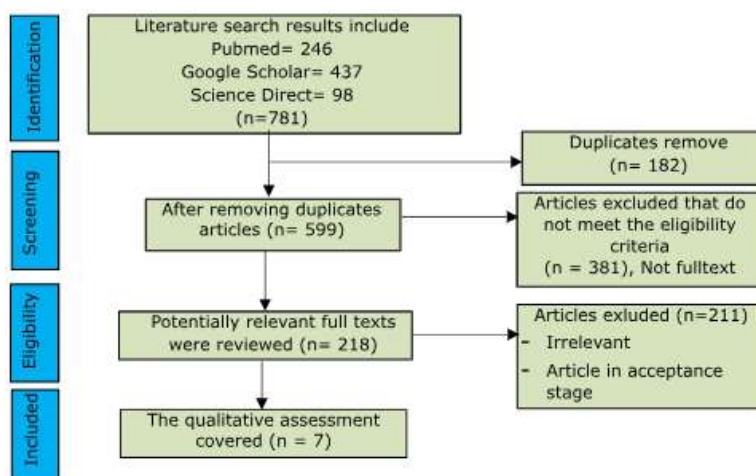 Identification
Literature search results include
Pubmed= 246
Google Scholar= 437
Science Direct= 98
(n=781)
Duplicates remove
(n= 182)
Screening
After removing duplicates
articles (n= 599)
Articles excluded that do
not meet the eligibility
criteria
(n = 381), Not fulltext
Eligibility
Potentially relevant full texts
were reviewed (n= 218)
Articles exluded (n=211)
- Irrelevant
- Article in acceptance
stage
Included
The qualitative assessment
covered (n = 7)